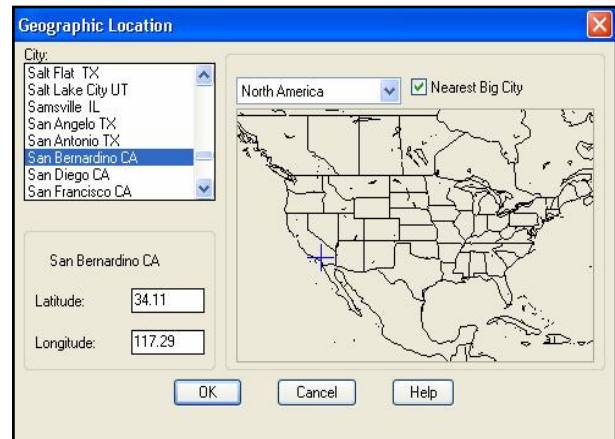 Geographic Location
City:
Salt Flat TX
Salt Lake City UT
Samsville IL
San Angelo TX
San Antonio TX
San Bernardino CA
San Diego CA
San Francisco CA
North America
Nearest Big City
San Bernardino CA
Latitude: 34.11
Longitude: 117.29
OK Cancel Help